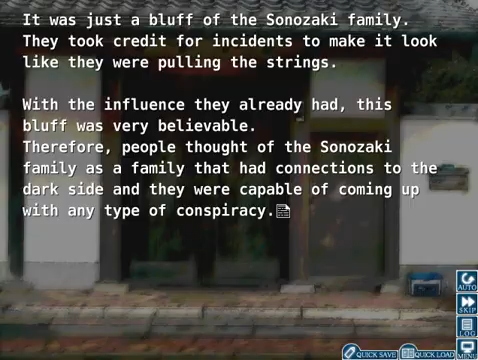 It was just a bluff of the Sonozaki family.
They took credit for incidents to make it look
like they were pulling the strings.
With the influence they already had, this
bluff was very believable.
Therefore, people thought of the Sonozaki
family as a family that had connections to the
dark side and they were capable of coming up
with any type of conspiracy.
AUTO
SKIP
LOG
QUICK SAVE
QUICK LOAD
MENU